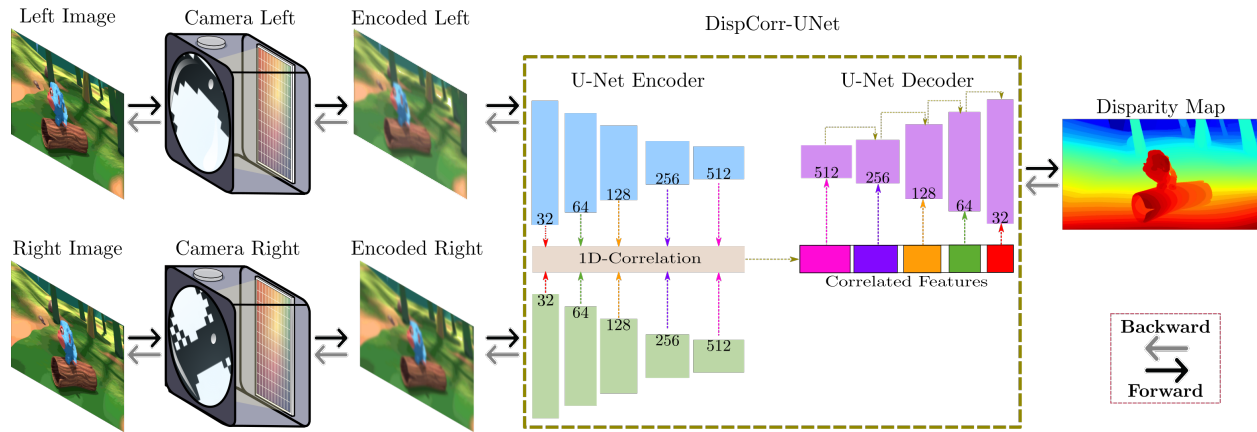 Left Image
Camera Left
Encoded Left
DispCorr-UNet
U-Net Encoder
U-Net Decoder
32
64
128
256
512
512
256
128
64
32
Disparity Map
Right Image
Camera Right
Encoded Right
1D-Correlation
Correlated Features
32
64
128
256
512
Backward
Forward